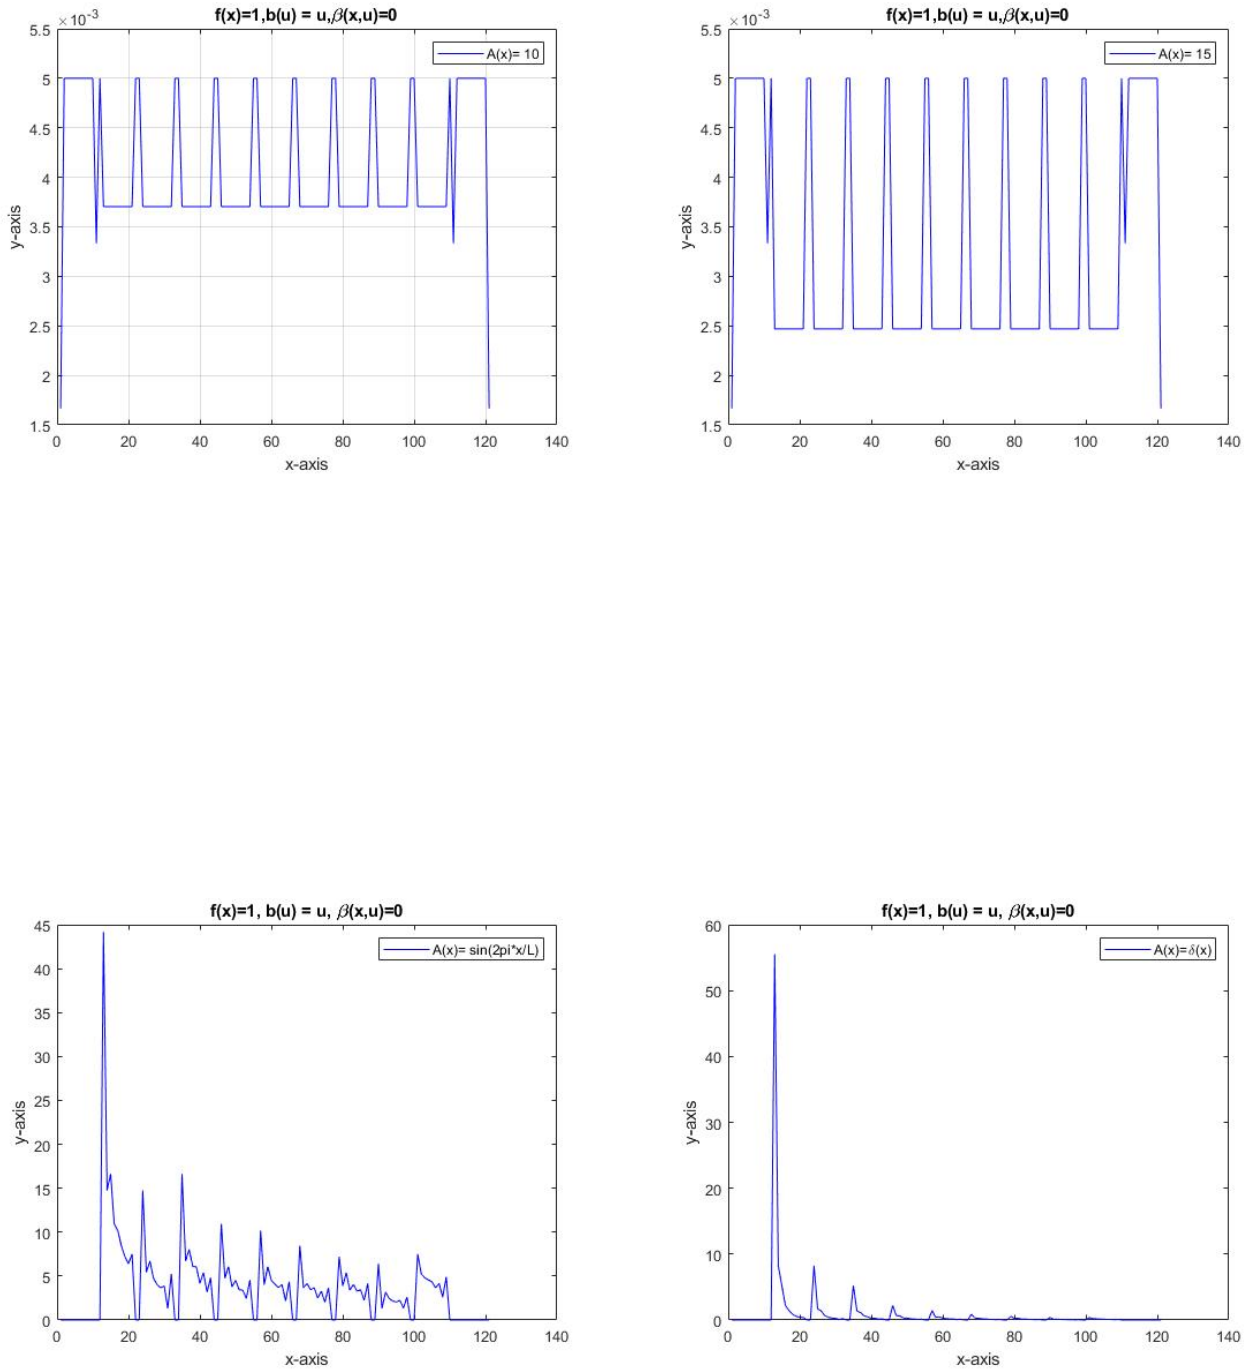 ×10⁻³
f(x)=1,b(u) = u,β(x,u)=0
5.5
5
4.5
4
3.5
3
2.5
2
1.5
y-axis
A(x)= 10
0 20 40 60 80 100 120 140
x-axis
×10⁻³
f(x)=1,b(u) = u,β(x,u)=0
5.5
5
4.5
4
3.5
3
2.5
2
1.5
y-axis
A(x)= 15
0 20 40 60 80 100 120 140
x-axis
f(x)=1, b(u) = u, β(x,u)=0
45
40
35
30
25
20
15
10
5
0
y-axis
A(x)= sin(2pi*x/L)
0 20 40 60 80 100 120 140
x-axis
f(x)=1, b(u) = u, β(x,u)=0
60
50
40
30
20
10
0
y-axis
A(x)=δ(x)
0 20 40 60 80 100 120 140
x-axis